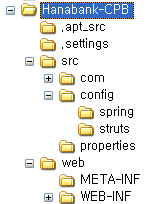 Hanabank-CPB
.apt_src
.settings
src
com
config
spring
struts
properties
web
META-INF
WEB-INF